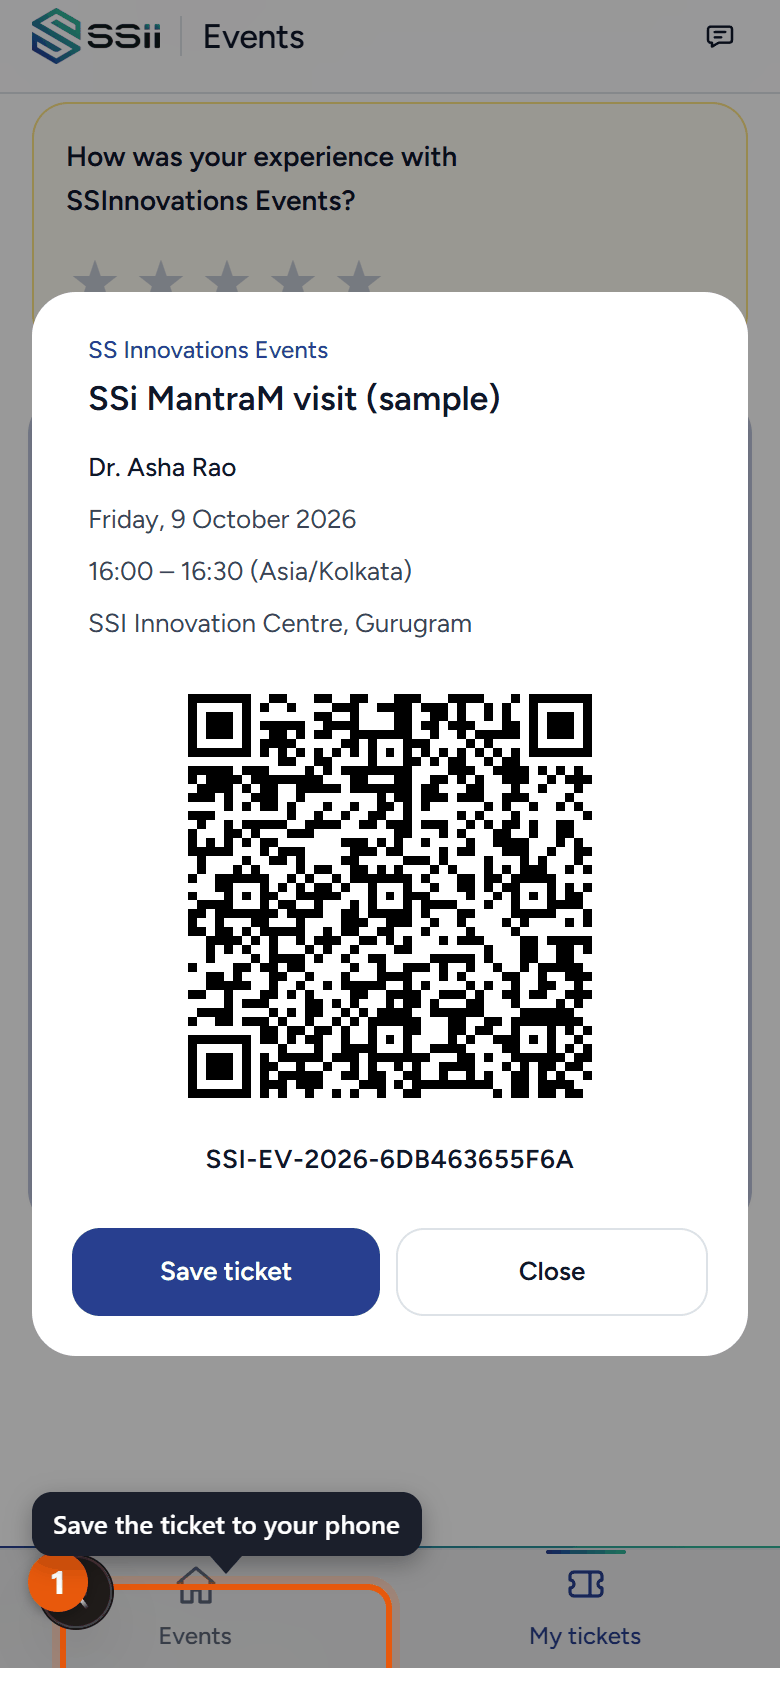 SSii
Events
How was your experience with
SSInnovations Events?
SS Innovations Events
SSi MantraM visit (sample)
Dr. Asha Rao
Friday, 9 October 2026
16:00 – 16:30 (Asia/Kolkata)
SSI Innovation Centre, Gurugram
SSI-EV-2026-6DB463655F6A
Save ticket
Close
Save the ticket to your phone
1
Events
My tickets